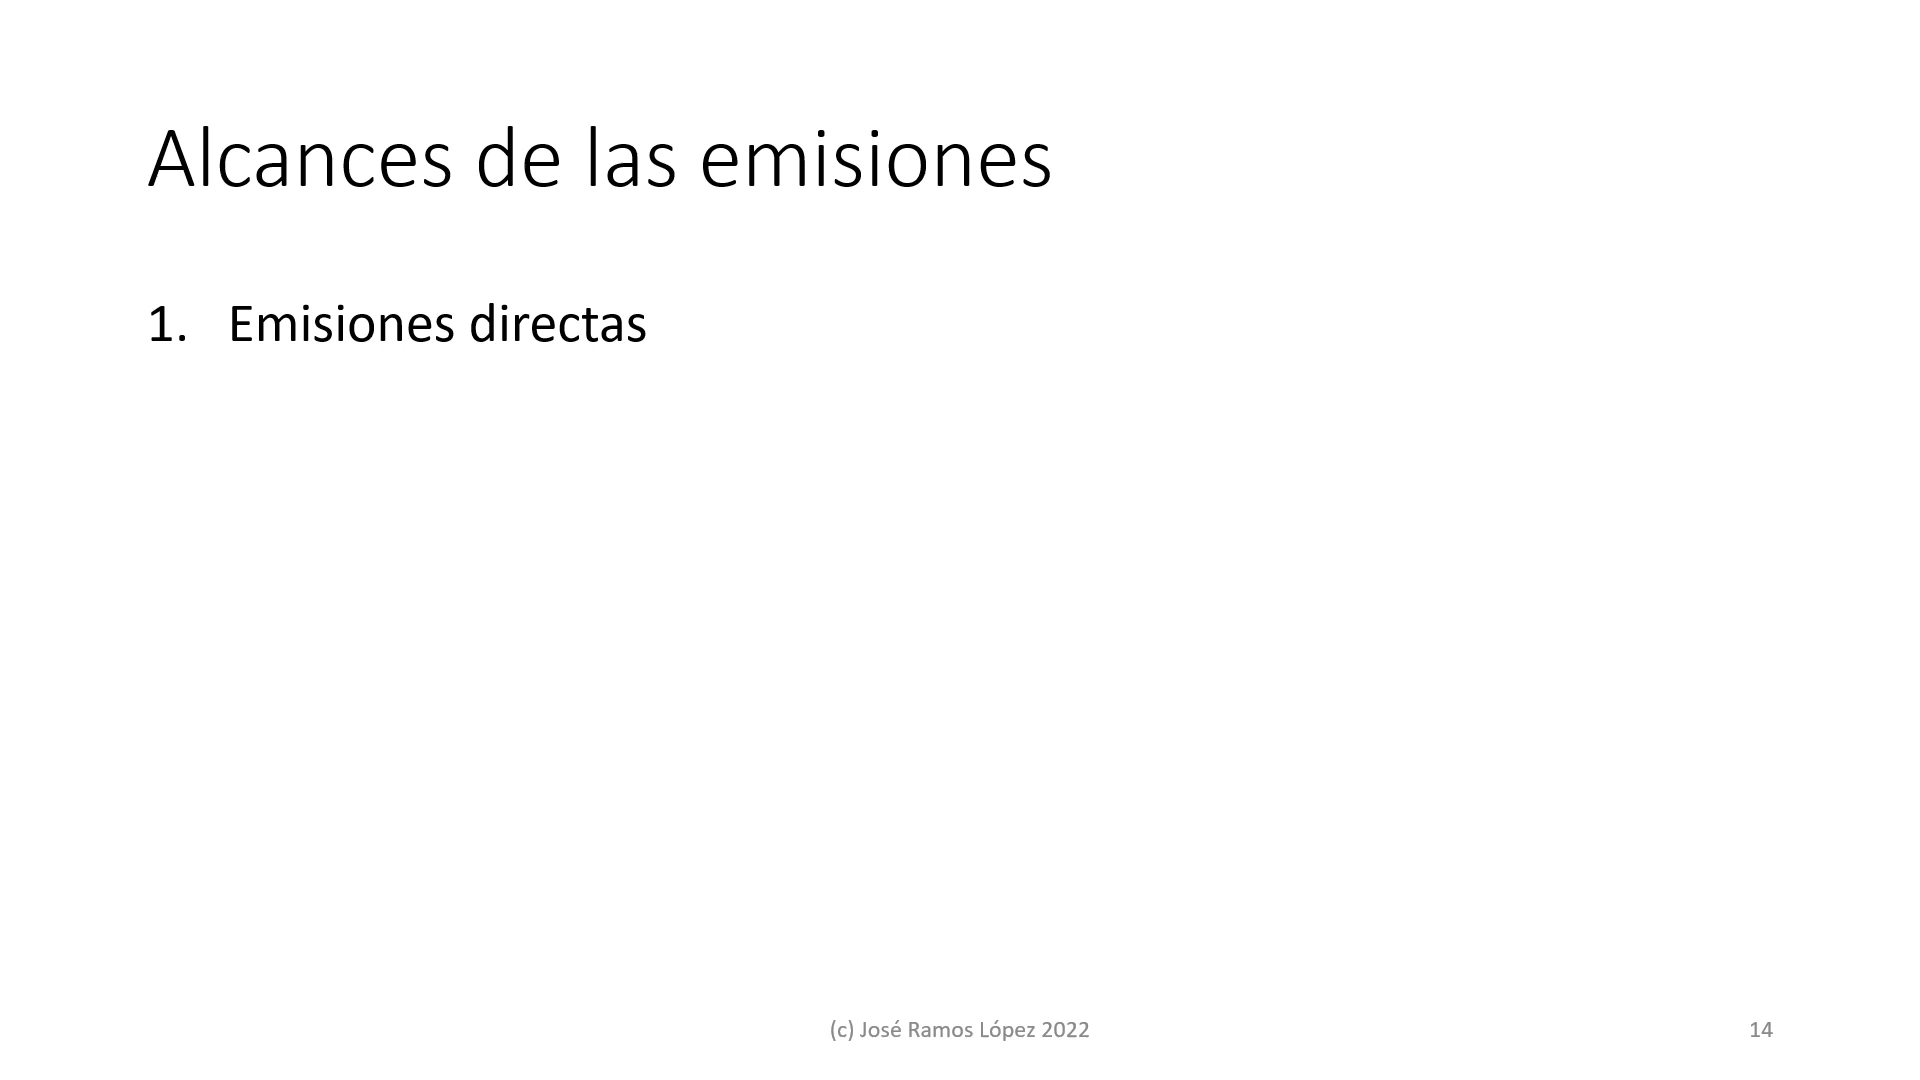 Alcances de las emisiones
1. Emisiones directas
(c) José Ramos López 2022
14